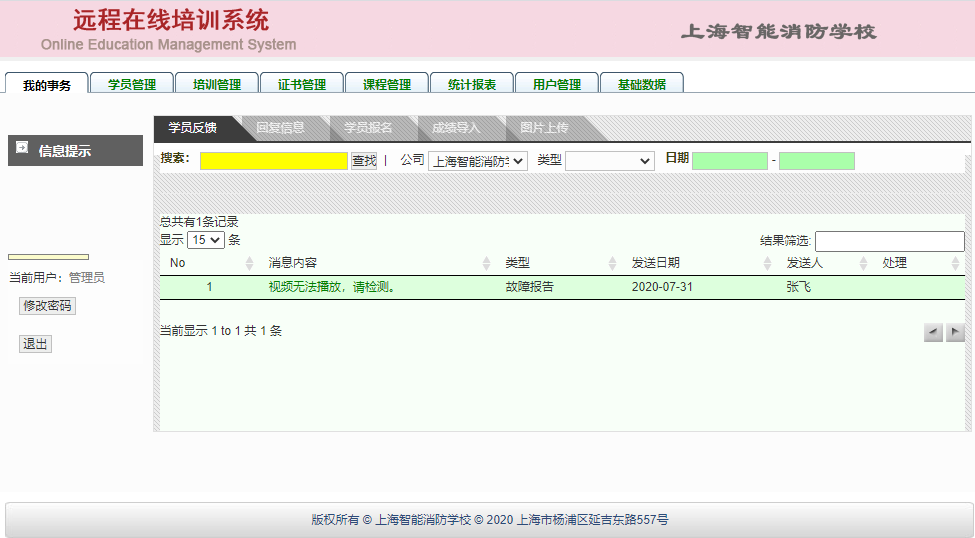 远程在线培训系统
Online Education Management System
上海智能消防学校
我的事务 学员管理 培训管理 证书管理 课程管理 统计报表 用户管理 基础数据
信息提示
当前用户：管理员
修改密码
退出
学员反馈 回复信息 学员报名 成绩导入 图片上传
搜索： 查找 | 公司 上海智能消防学 类型 日期 -
总共有1条记录
显示 15 条 结果筛选:
No 消息内容 类型 发送日期 发送人 处理
1 视频无法播放，请检测。 故障报告 2020-07-31 张飞
当前显示 1 to 1 共 1 条
版权所有 © 上海智能消防学校 © 2020 上海市杨浦区延吉东路557号